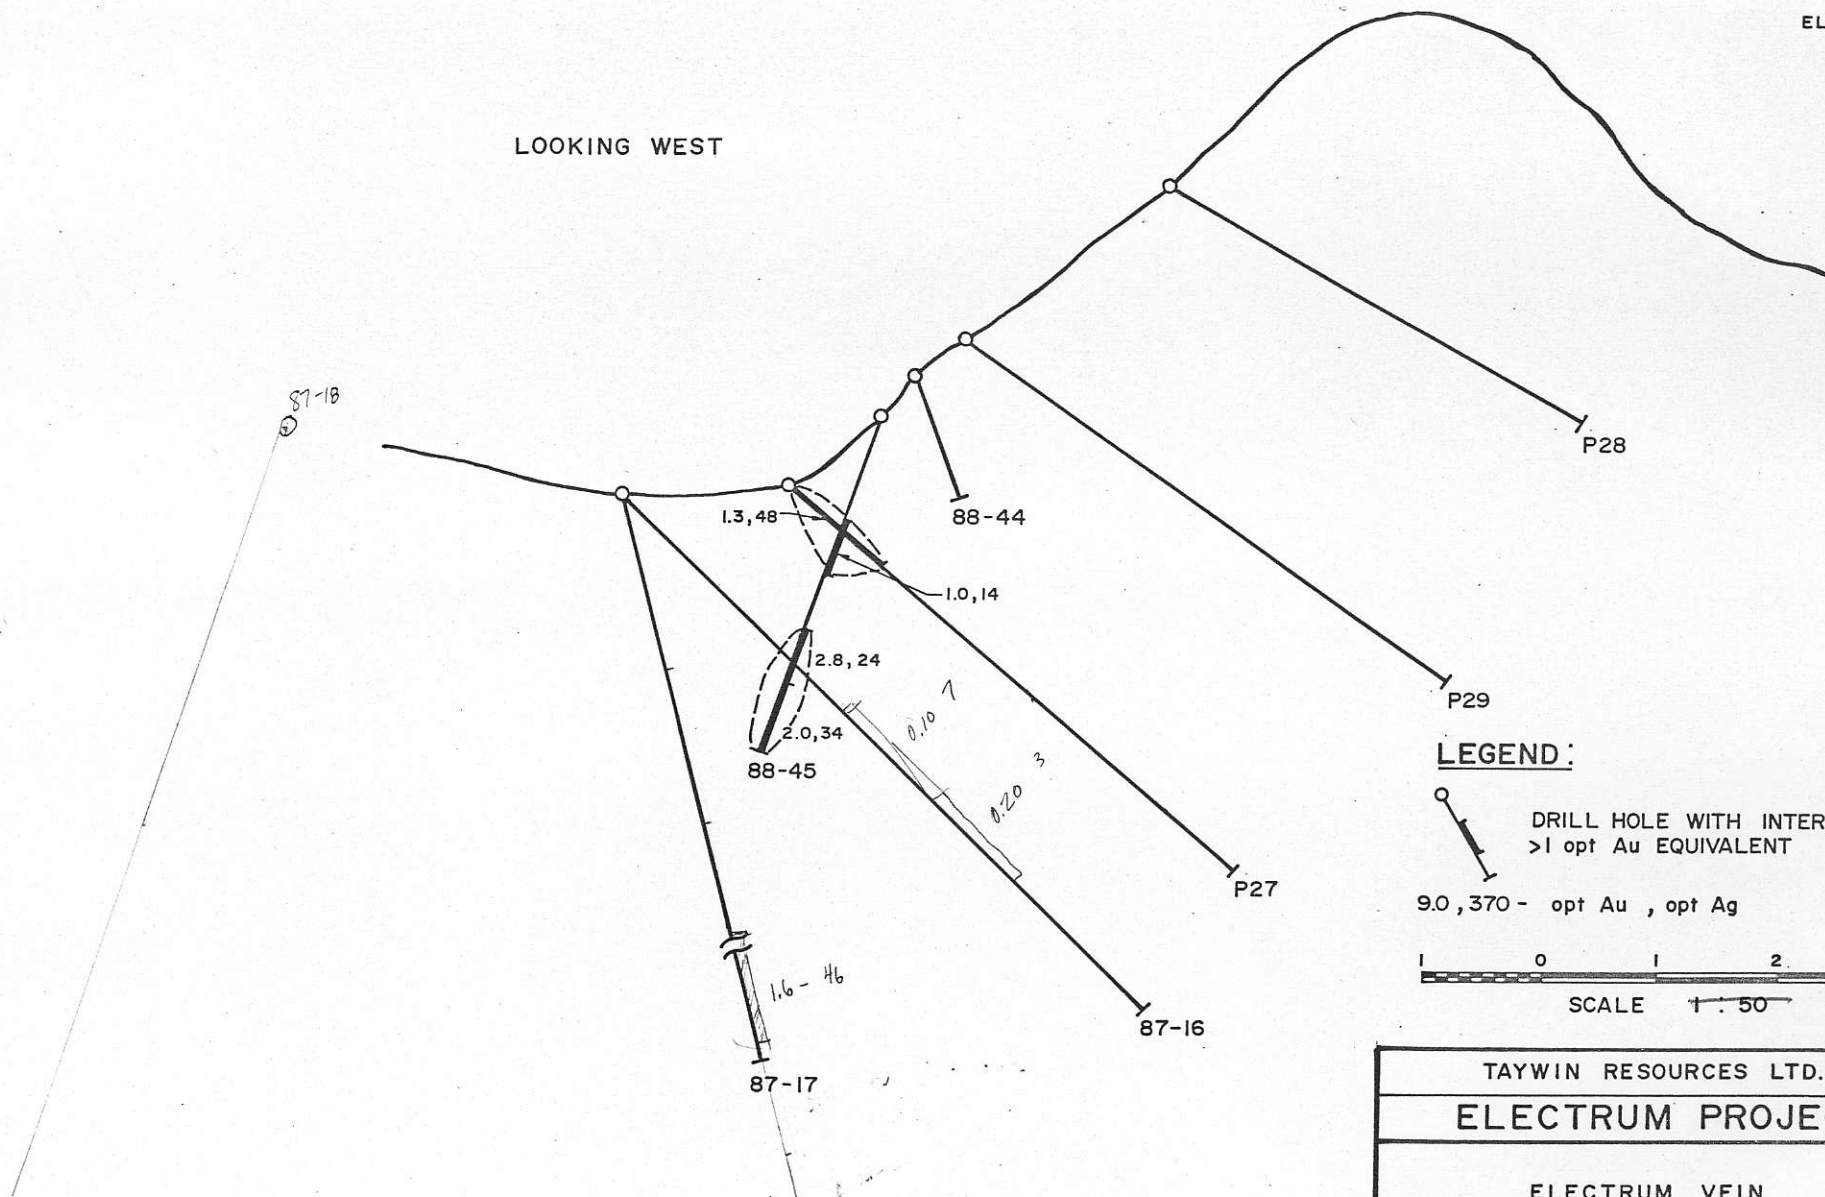 EL
LOOKING WEST
87-18
P28
88-44
1.3,48
1.0,14
2.8,24
2.0,34
88-45
0.10 7
0.20 3
P29
P27
87-16
1.6 - 46
87-17
LEGEND:
DRILL HOLE WITH INTER
>1 opt Au EQUIVALENT
9.0,370 - opt Au , opt Ag
1 0 1 2
SCALE 1 : 50
TAYWIN RESOURCES LTD.
ELECTRUM PROJE
ELECTRUM VEIN